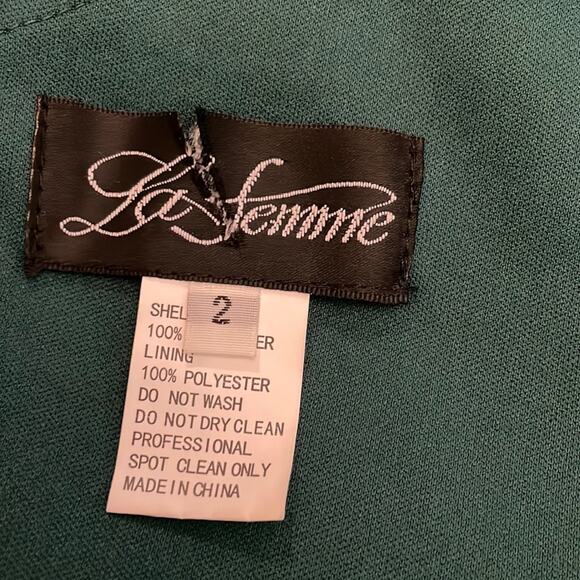 La Femme
2
SHEL
100% ER
LINING
100% POLYESTER
DO NOT WASH
DO NOT DRY CLEAN
PROFESSIONAL
SPOT CLEAN ONLY
MADE IN CHINA